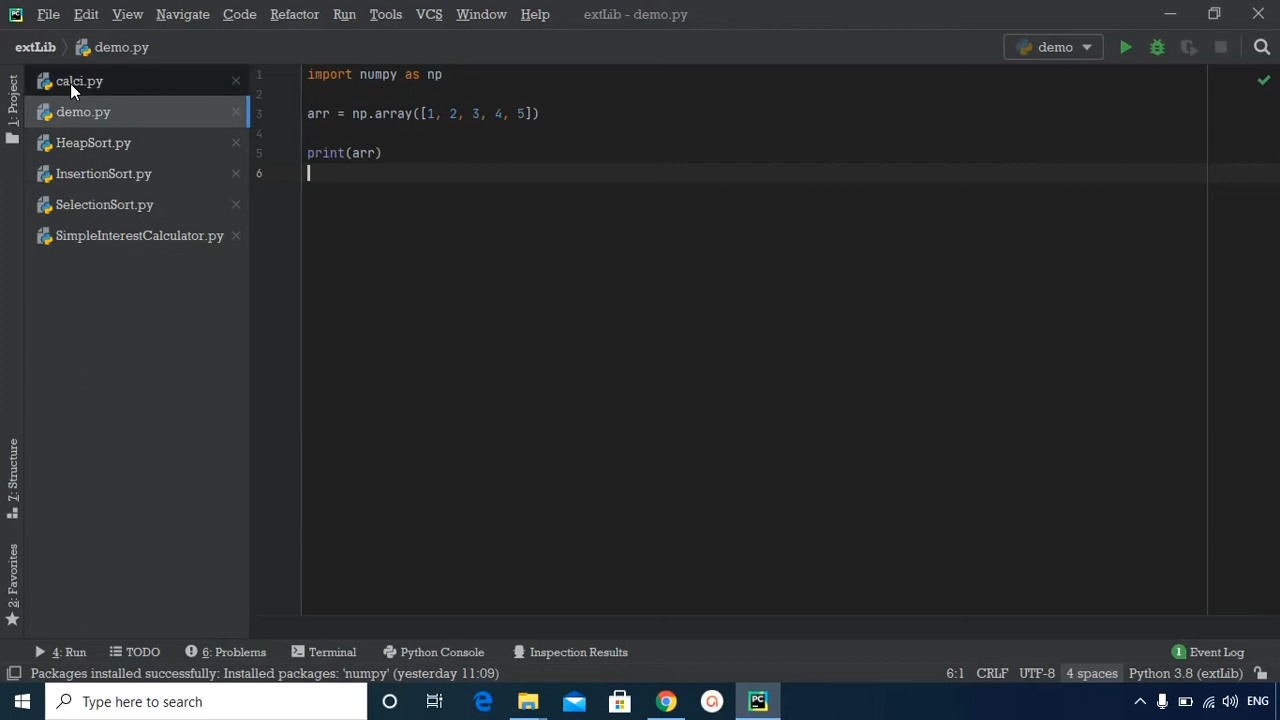 PC File Edit View Navigate Code Refactor Run Tools VCS Window Help extLib - demo.py
extLib demo.py demo
1: Project
calci.py
demo.py
HeapSort.py
InsertionSort.py
SelectionSort.py
SimpleInterestCalculator.py
1 import numpy as np
2
3 arr = np.array([1, 2, 3, 4, 5])
4
5 print(arr)
6
7: Structure
2: Favorites
4: Run TODO 6: Problems Terminal Python Console Inspection Results 1 Event Log
Packages installed successfully: Installed packages: 'numpy' (yesterday 11:09) 6:1 CRLF UTF-8 4 spaces Python 3.8 (extLib)
Type here to search PC ENG